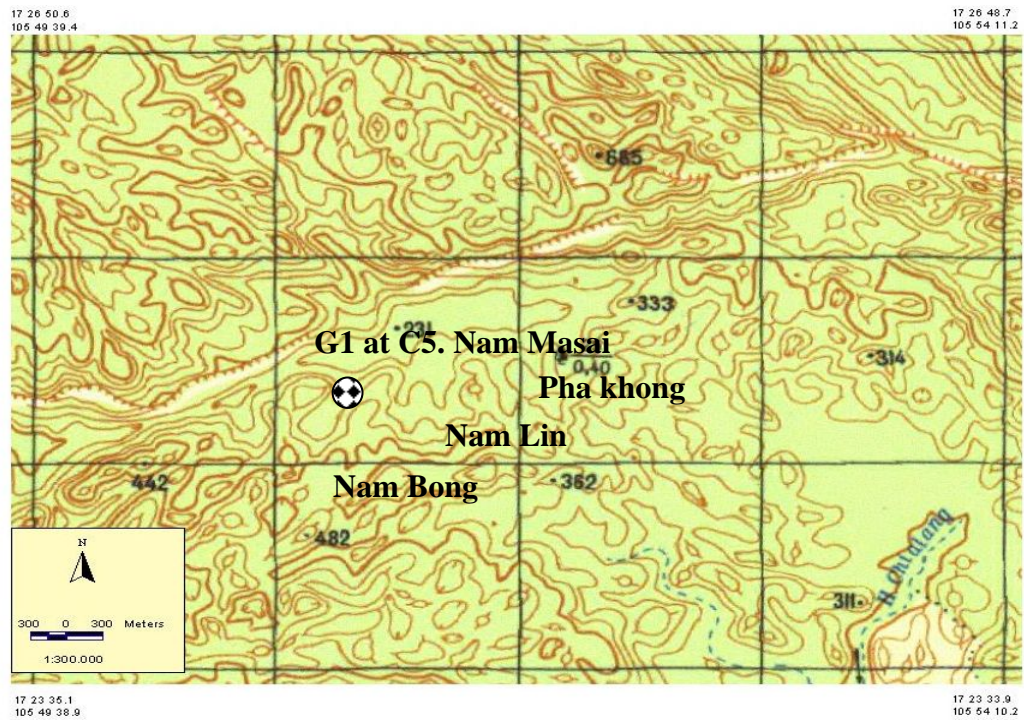 17 26 50.6
105 49 39.4
17 26 48.7
105 54 11.2
685
333
231
G1 at C5. Nam Masai
0,40
314
Pha khong
Nam Lin
442
Nam Bong
362
482
311
N
300 0 300 Meters
1:300.000
17 23 35.1
105 49 38.9
17 23 33.9
105 54 10.2